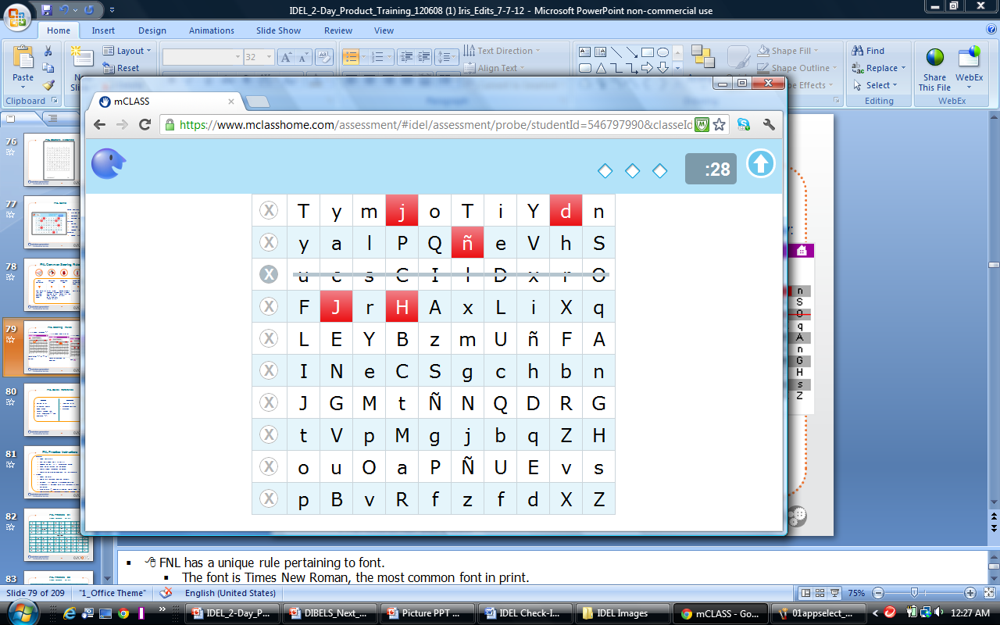 IDEL_2-Day_Product_Training_120608 (1) Iris_Edits_7-7-12 - Microsoft PowerPoint non-commercial use
Home Insert Design Animations Slide Show Review View
Paste
Clipboard
Layout
Reset
32
Text Direction
Align Text
Shape Fill
Shape Outline
Effects
Find
Replace
Select
Editing
Share This File
WebEx
WebEx
mCLASS
https://www.mclasshome.com/assessment/#idel/assessment/probe/studentId=546797990&classeId
:28
X T y m j o T i Y d n
X y a l P Q ñ e V h S
X u c s C I l D x r O
X F J r H A x L i X q
X L E Y B z m U ñ F A
X I N e C S g c h b n
X J G M t Ñ N Q D R G
X t V p M g j b q Z H
X o u O a P Ñ U E v s
X p B v R f z f d X Z
76
77
78
79
80
81
82
83
n
S
O
q
A
n
G
H
s
Z
FNL has a unique rule pertaining to font.
The font is Times New Roman, the most common font in print.
Slide 79 of 209 "1_Office Theme" English (United States) 75%
IDEL_2-Day_P... DIBELS_Next_... Picture PPT ... IDEL Check-I... IDEL Images mCLASS - Go... 01appselect_... 12:27 AM